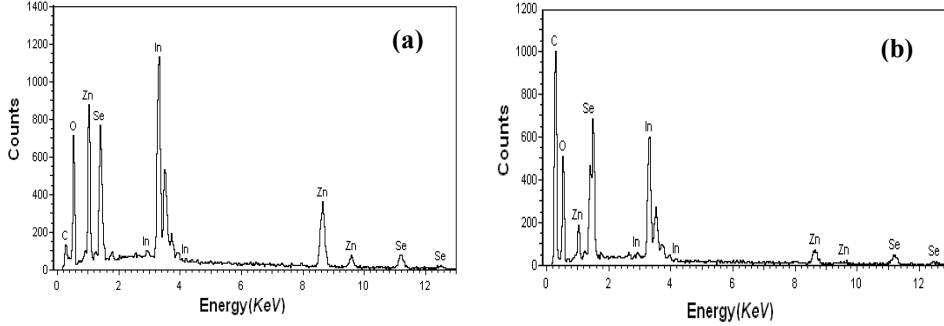 (a)
1400
1200
1000
800
600
400
200
0
Counts
C
O
Zn
Se
In
In
In
Zn
Zn
Se
Se
0 2 4 6 8 10 12
Energy(KeV)
(b)
1200
1000
800
600
400
200
0
Counts
C
O
Zn
Se
In
In
In
Zn
Zn
Se
Se
0 2 4 6 8 10 12
Energy(KeV)